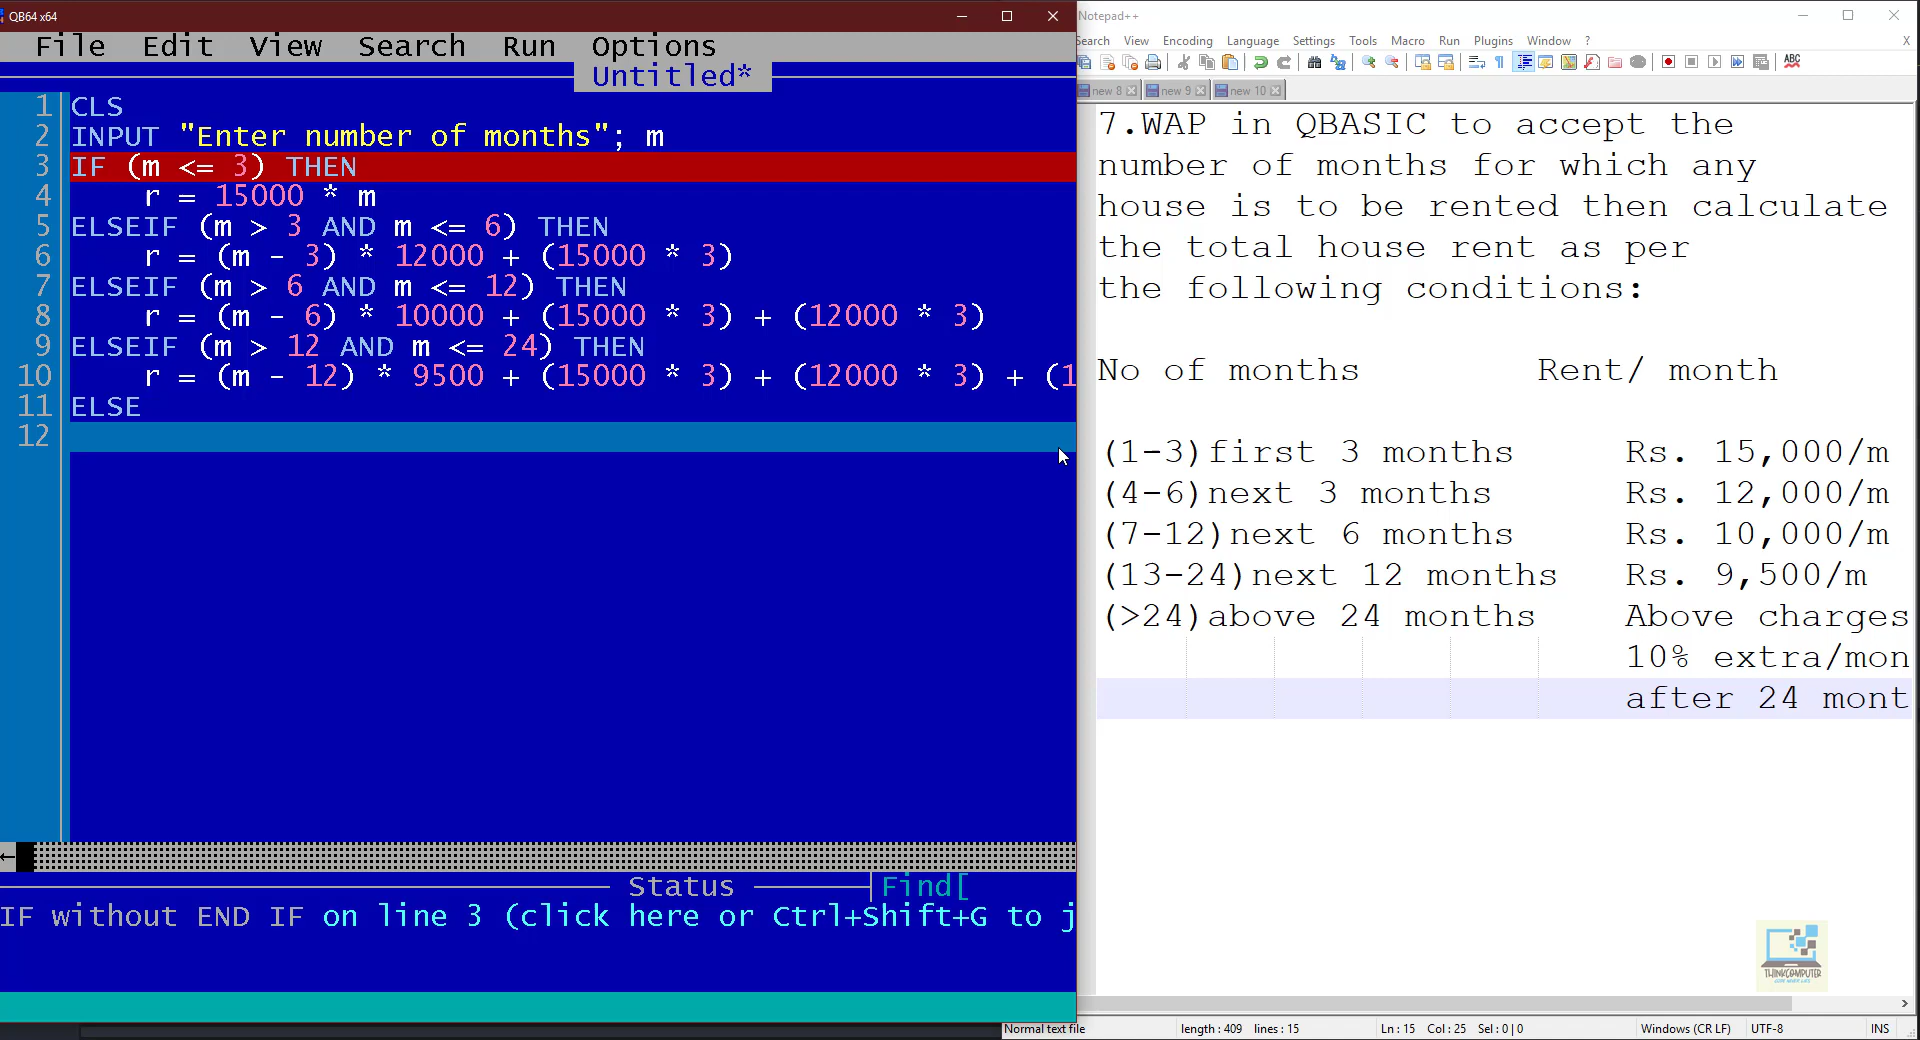 QB64 x64
File Edit View Search Run Options
Untitled*
1 CLS
2 INPUT "Enter number of months"; m
3 IF (m <= 3) THEN
4 r = 15000 * m
5 ELSEIF (m > 3 AND m <= 6) THEN
6 r = (m - 3) * 12000 + (15000 * 3)
7 ELSEIF (m > 6 AND m <= 12) THEN
8 r = (m - 6) * 10000 + (15000 * 3) + (12000 * 3)
9 ELSEIF (m > 12 AND m <= 24) THEN
10 r = (m - 12) * 9500 + (15000 * 3) + (12000 * 3) + (1
11 ELSE
12
Status
Find[
IF without END IF on line 3 (click here or Ctrl+Shift+G to j
Notepad++
earch View Encoding Language Settings Tools Macro Run Plugins Window ? X
ABC
new 8 new 9 new 10
7.WAP in QBASIC to accept the
number of months for which any
house is to be rented then calculate
the total house rent as per
the following conditions:
No of months Rent/ month
(1-3)first 3 months Rs. 15,000/m
(4-6)next 3 months Rs. 12,000/m
(7-12)next 6 months Rs. 10,000/m
(13-24)next 12 months Rs. 9,500/m
(>24)above 24 months Above charges
10% extra/mon
after 24 mont
THINKCOMPUTER
Normal text file length : 409 lines : 15 Ln : 15 Col : 25 Sel : 0 | 0 Windows (CR LF) UTF-8 INS